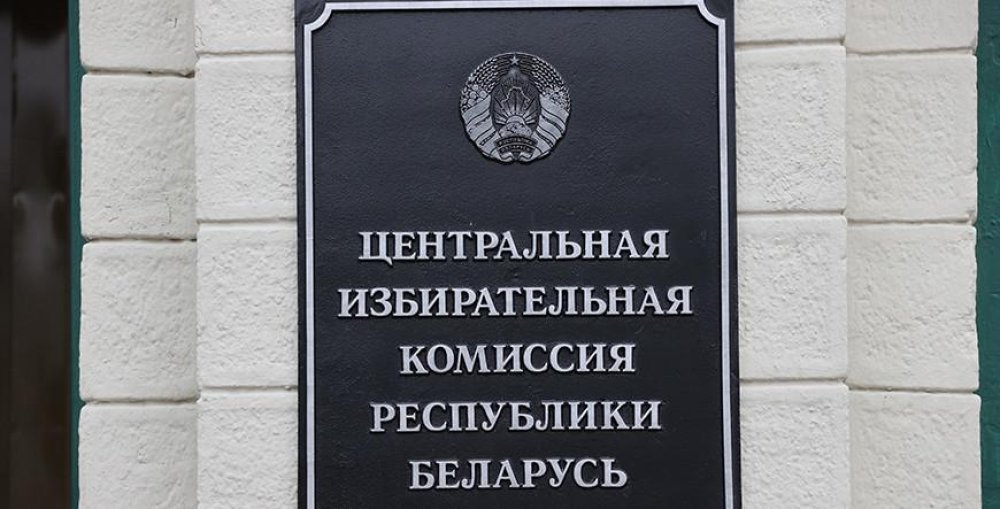 ЦЕНТРАЛЬНАЯ
ИЗБИРАТЕЛЬНАЯ
КОМИССИЯ
РЕСПУБЛИКИ
БЕЛАРУСЬ